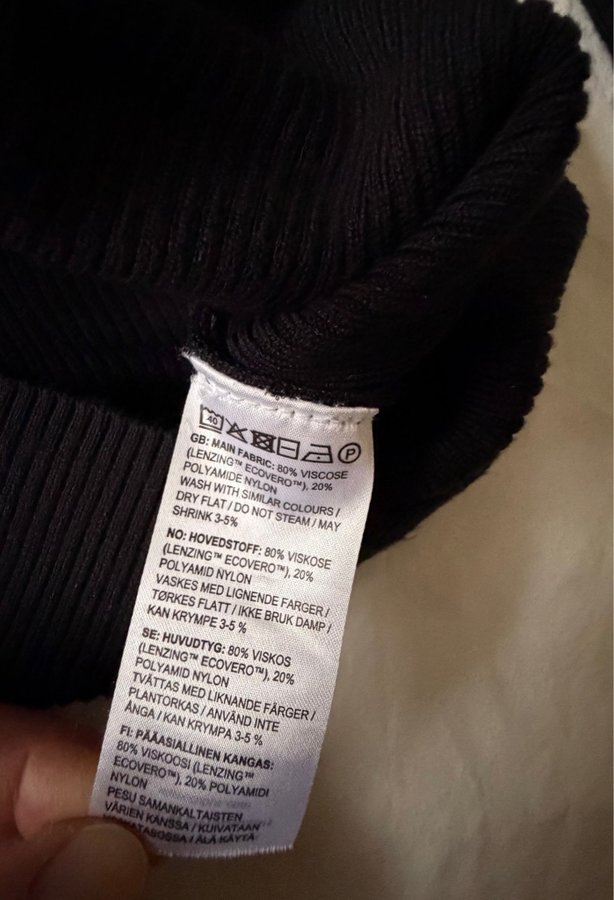 40 P
GB: MAIN FABRIC: 80% VISCOSE
(LENZING™ ECOVERO™), 20%
POLYAMIDE NYLON
WASH WITH SIMILAR COLOURS /
DRY FLAT / DO NOT STEAM / MAY
SHRINK 3-5%
NO: HOVEDSTOFF: 80% VISKOSE
(LENZING™ ECOVERO™), 20%
POLYAMID NYLON
VASKES MED LIGNENDE FARGER /
TØRKES FLATT / IKKE BRUK DAMP /
KAN KRYMPE 3-5 %
SE: HUVUDTYG: 80% VISKOS
(LENZING™ ECOVERO™), 20%
POLYAMID NYLON
TVÄTTAS MED LIKNANDE FÄRGER /
PLANTORKAS / ANVÄND INTE
ÅNGA / KAN KRYMPA 3-5 %
FI: PÄÄASIALLINEN KANGAS:
80% VISKOOSI (LENZING™
ECOVERO™), 20% POLYAMIDI
NYLON
PESU SAMANKALTAISTEN
VÄRIEN KANSSA / KUIVATAAN
/ ÄLÄ KÄYTÄ